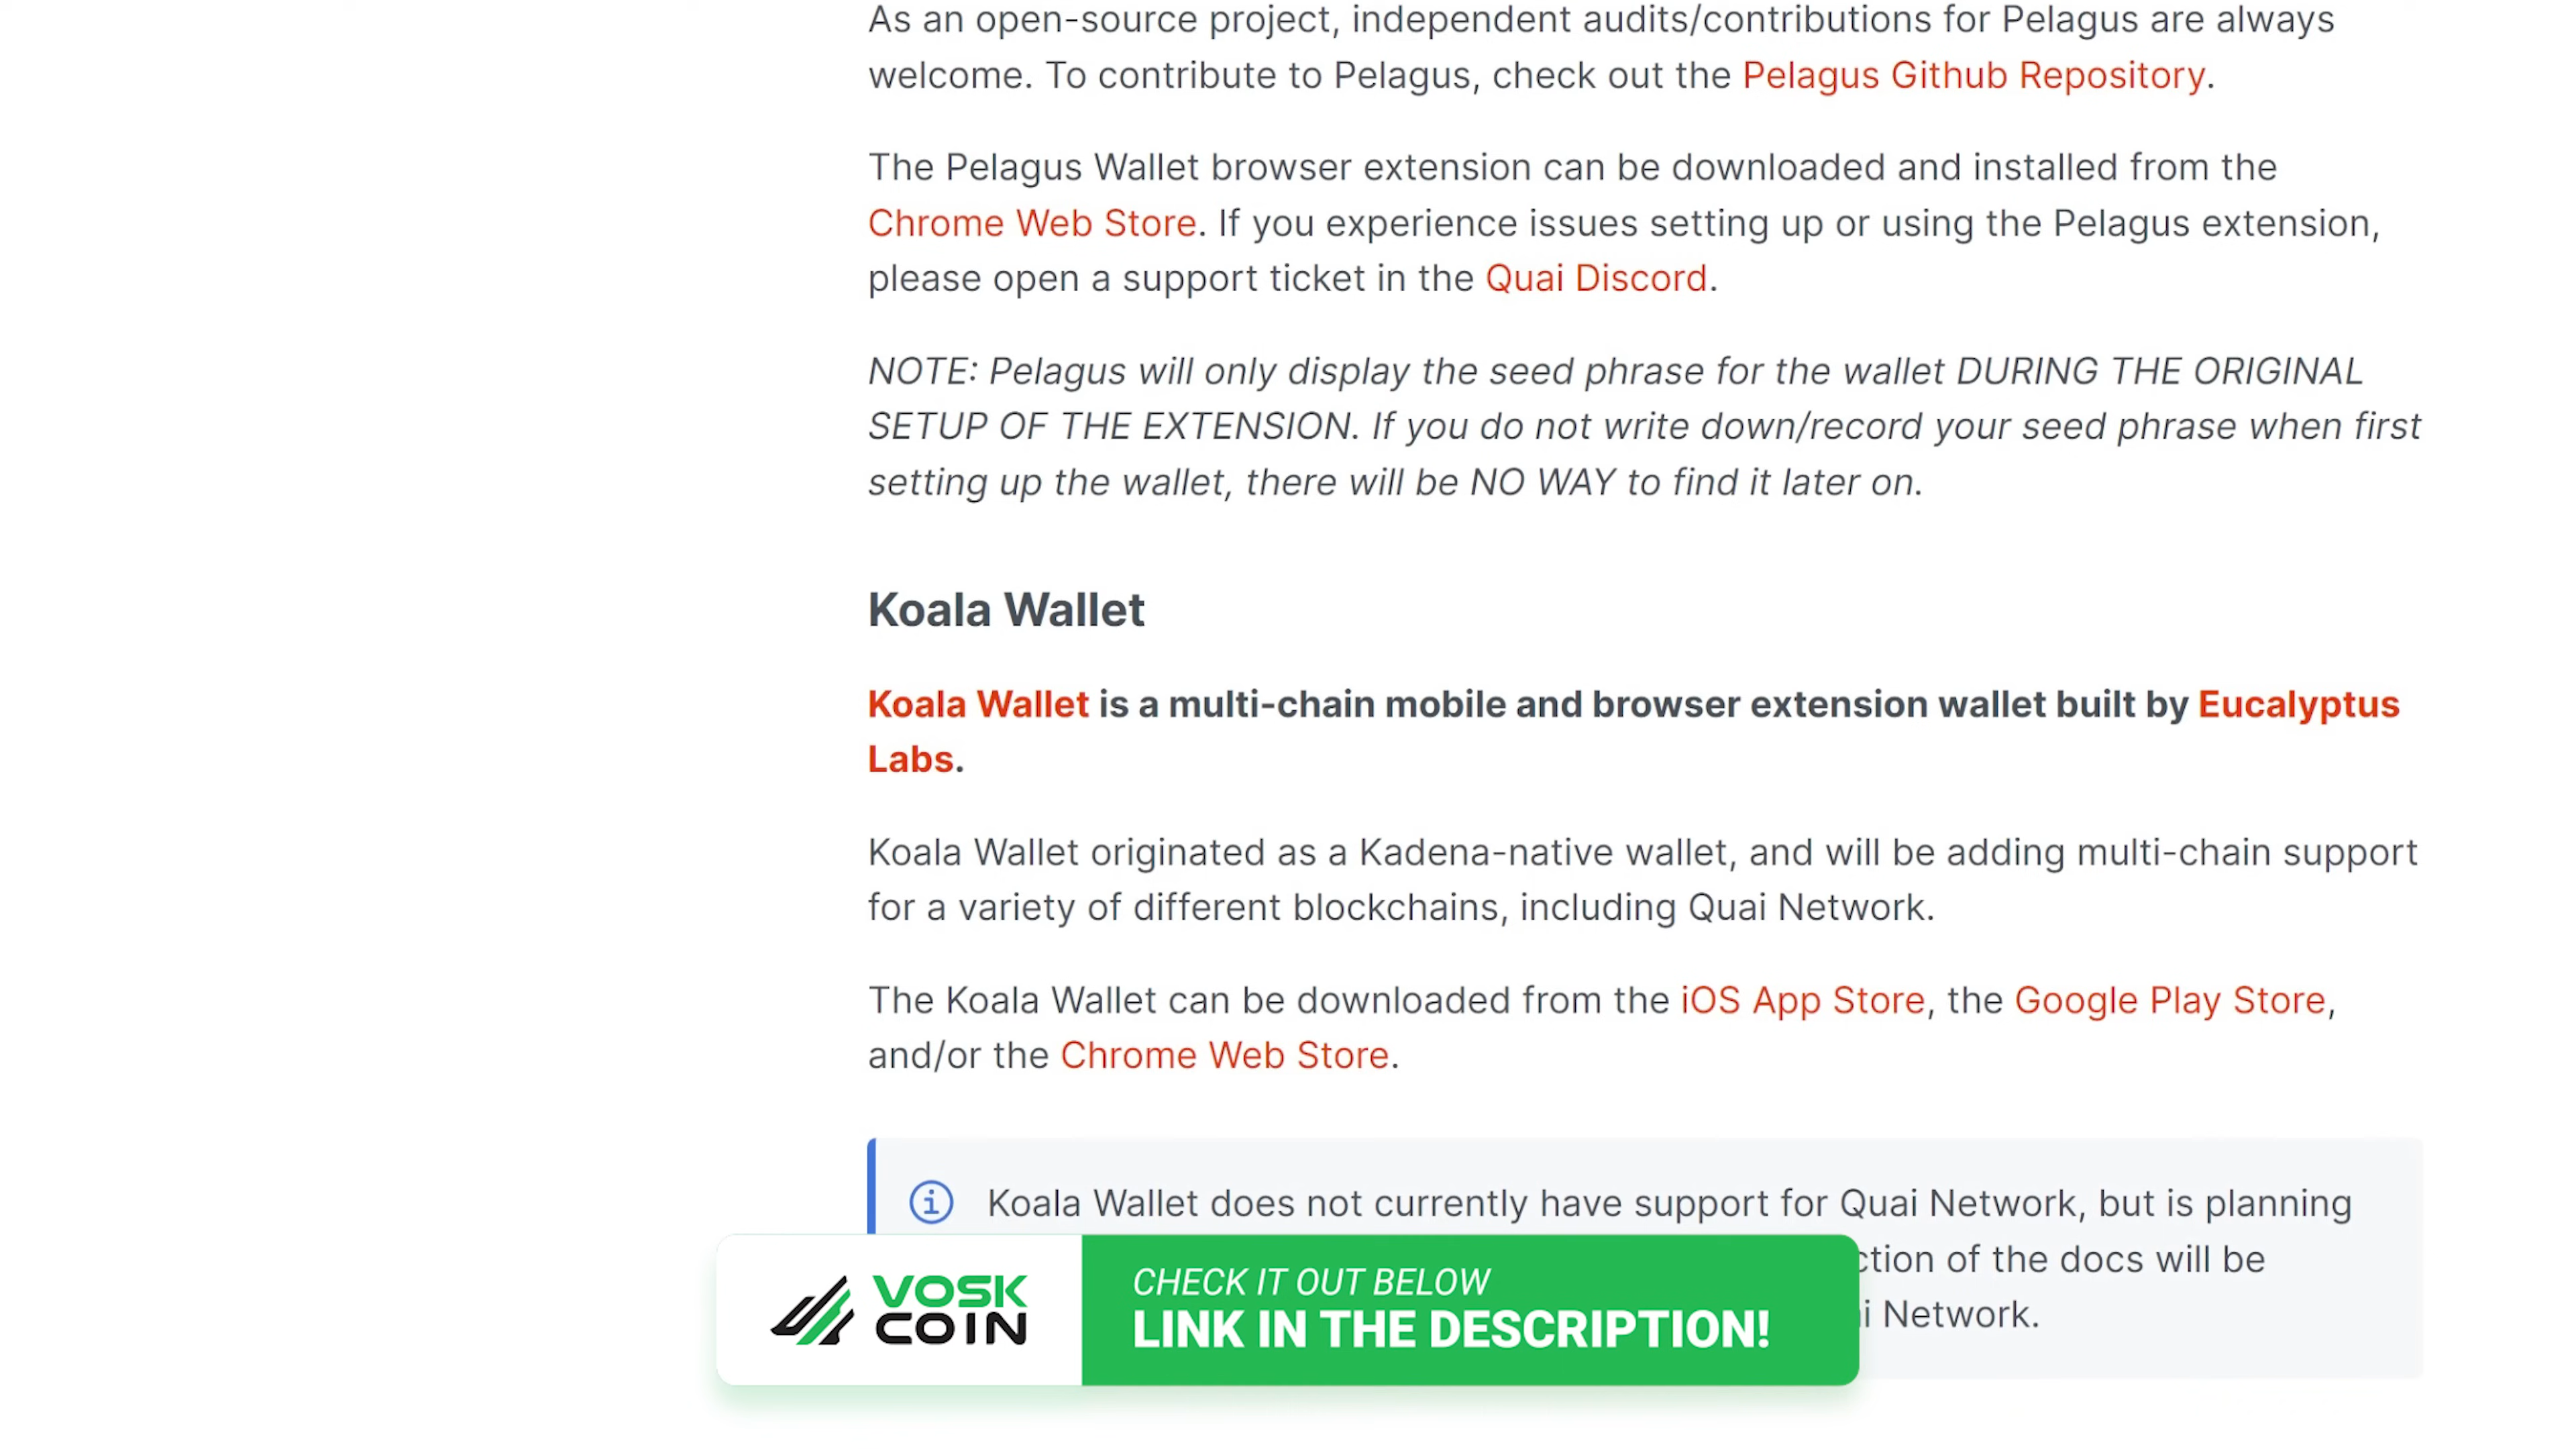 As an open-source project, independent audits/contributions for Pelagus are always
welcome. To contribute to Pelagus, check out the Pelagus Github Repository.
The Pelagus Wallet browser extension can be downloaded and installed from the
Chrome Web Store. If you experience issues setting up or using the Pelagus extension,
please open a support ticket in the Quai Discord.
NOTE: Pelagus will only display the seed phrase for the wallet DURING THE ORIGINAL
SETUP OF THE EXTENSION. If you do not write down/record your seed phrase when first
setting up the wallet, there will be NO WAY to find it later on.
Koala Wallet
Koala Wallet is a multi-chain mobile and browser extension wallet built by Eucalyptus
Labs.
Koala Wallet originated as a Kadena-native wallet, and will be adding multi-chain support
for a variety of different blockchains, including Quai Network.
The Koala Wallet can be downloaded from the iOS App Store, the Google Play Store,
and/or the Chrome Web Store.
Koala Wallet does not currently have support for Quai Network, but is planning
of the docs will be
Network.
VOSK
COIN
CHECK IT OUT BELOW
LINK IN THE DESCRIPTION!